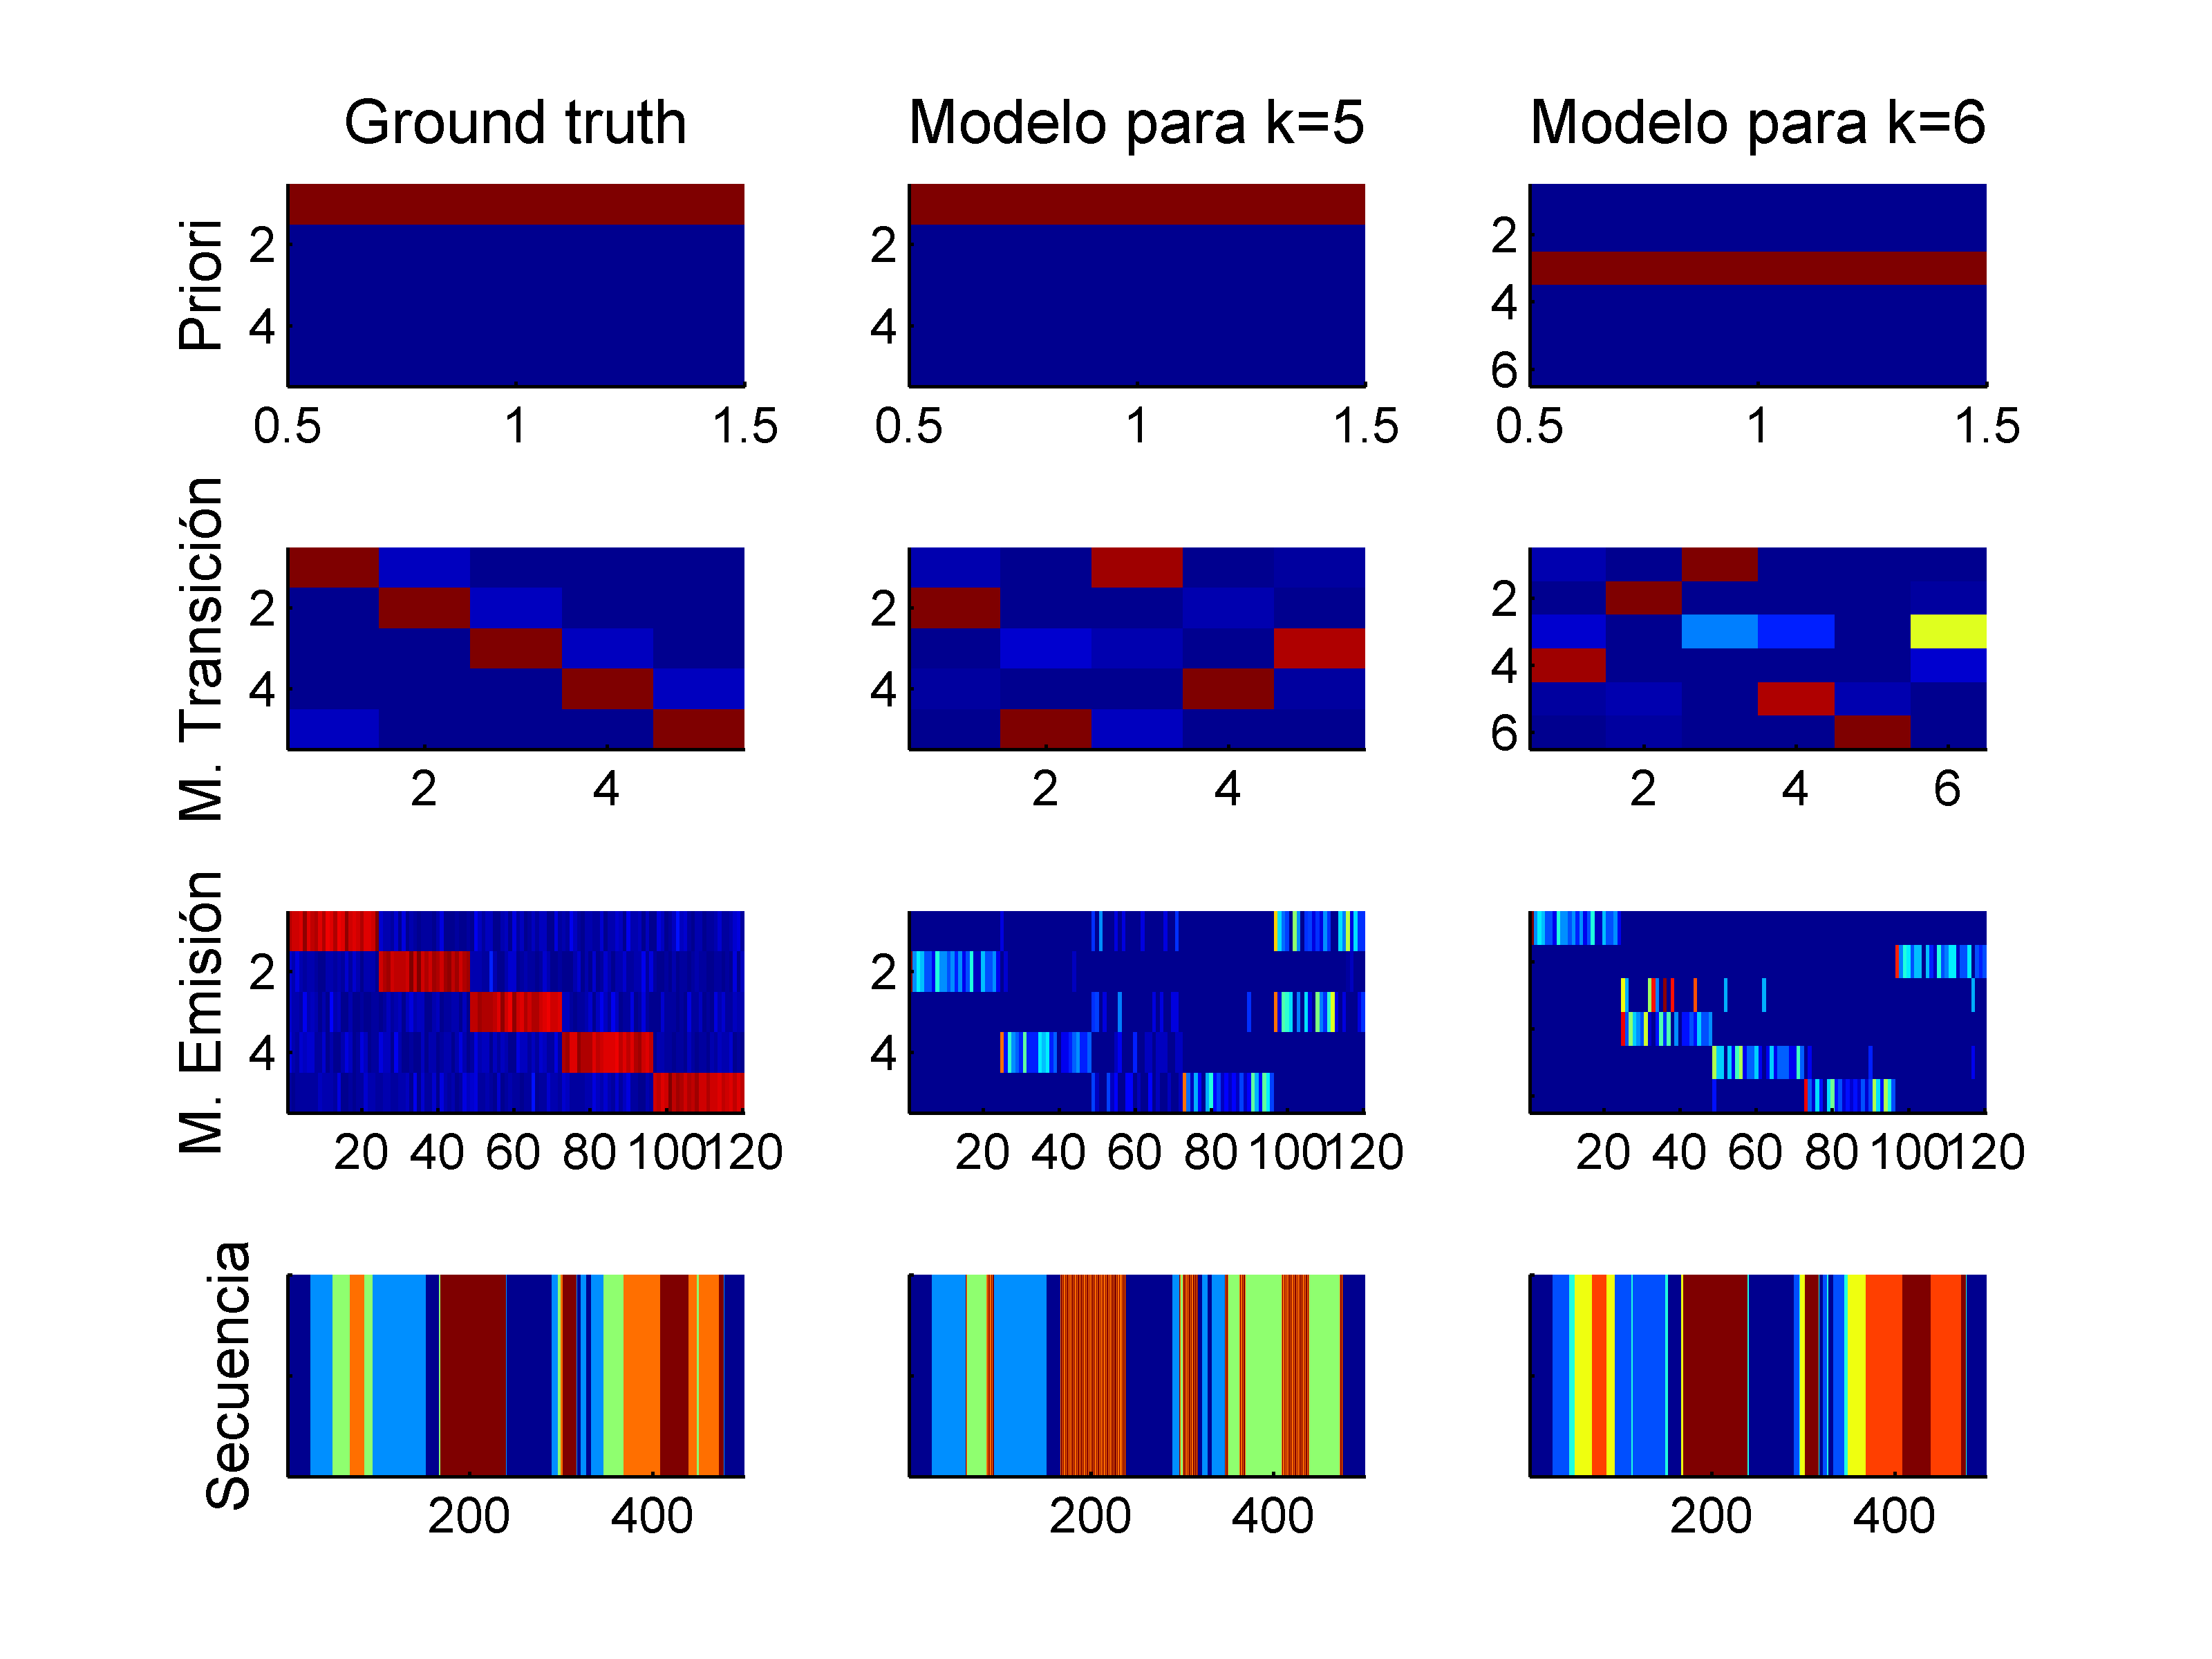 Ground truth Modelo para k=5 Modelo para k=6
Priori
2 2 2
4 4 4
6
0.5 1 1.5 0.5 1 1.5 0.5 1 1.5
M. Transición
2 2 2
4 4 4
6
2 4 2 4 2 4 6
M. Emisión
2 2
4 4
20 40 60 80 100 120 20 40 60 80 100 120 20 40 60 80 100 120
Secuencia
200 400 200 400 200 400